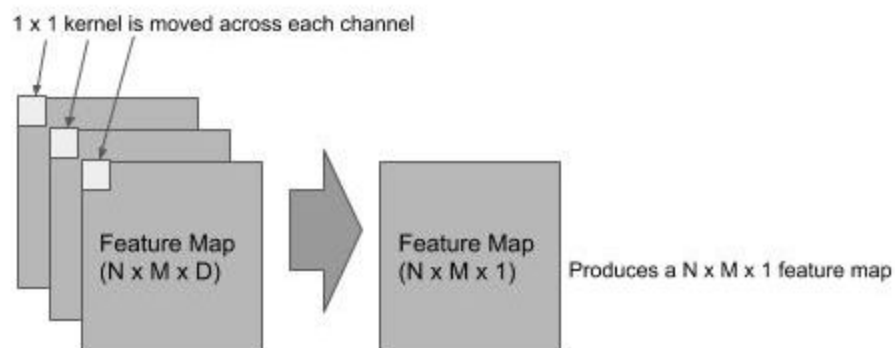 1 x 1 kernel is moved across each channel
Feature Map
(N x M x D)
Feature Map
(N x M x 1)
Produces a N x M x 1 feature map